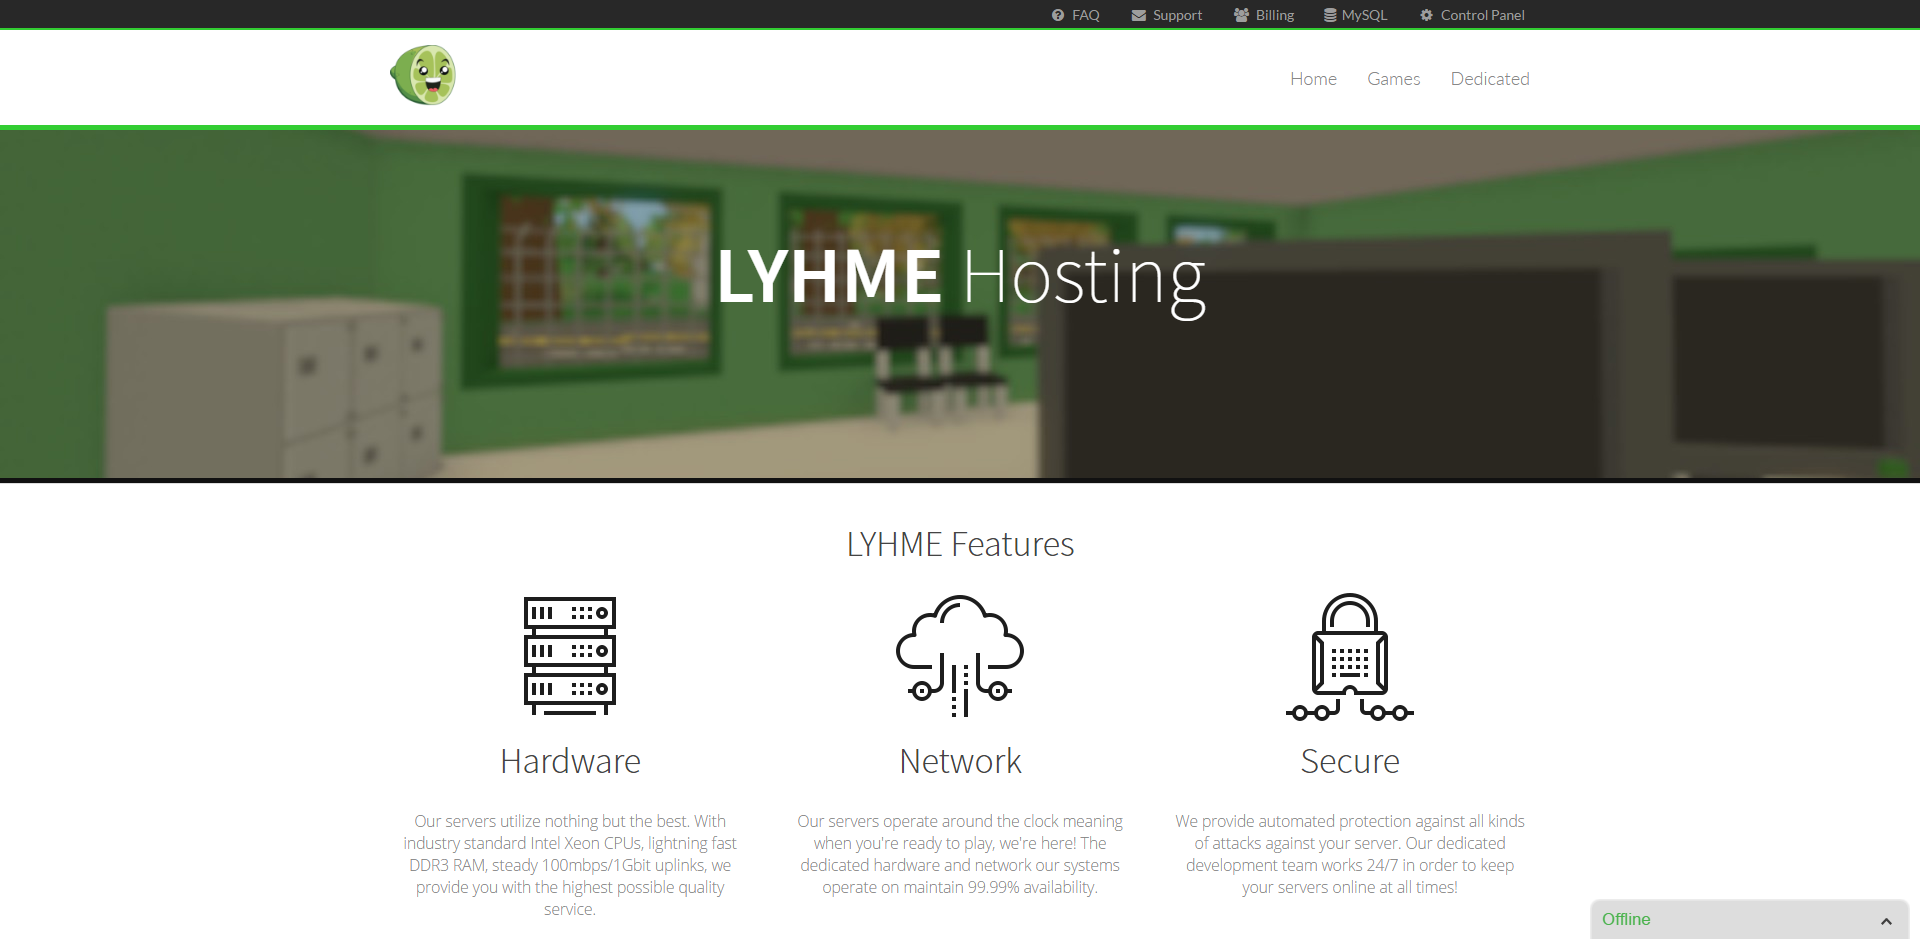 FAQ Support Billing MySQL Control Panel
Home Games Dedicated
LYHME Hosting
LYHME Features
Hardware
Our servers utilize nothing but the best. With
industry standard Intel Xeon CPUs, lightning fast
DDR3 RAM, steady 100mbps/1Gbit uplinks, we
provide you with the highest possible quality
service.
Network
Our servers operate around the clock meaning
when you're ready to play, we're here! The
dedicated hardware and network our systems
operate on maintain 99.99% availability.
Secure
We provide automated protection against all kinds
of attacks against your server. Our dedicated
development team works 24/7 in order to keep
your servers online at all times!
Offline